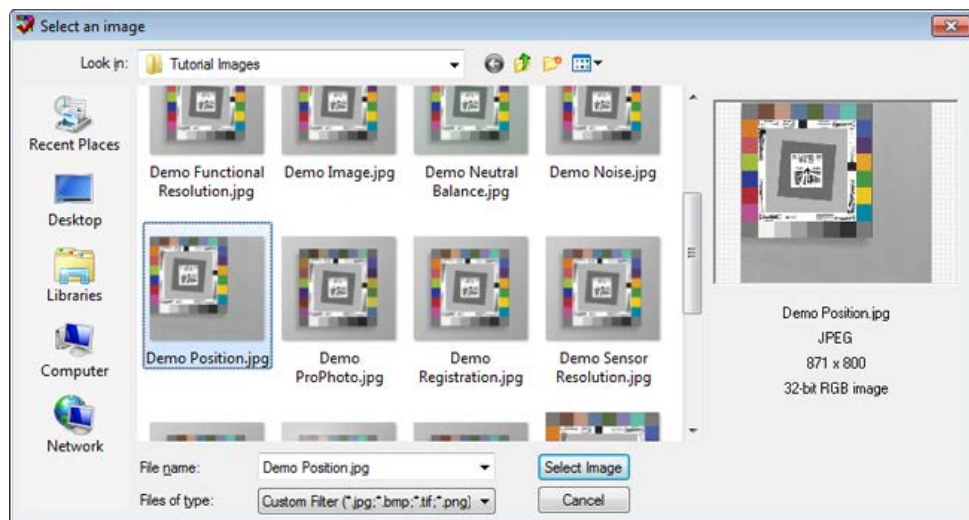 Select an image
Look in:
Tutorial Images
Recent Places
Desktop
Libraries
Computer
Network
Demo Functional
Resolution.jpg
Demo Image.jpg
Demo Neutral
Balance.jpg
Demo Noise.jpg
Demo Position.jpg
Demo
ProPhoto.jpg
Demo
Registration.jpg
Demo Sensor
Resolution.jpg
Demo Position.jpg
JPEG
871 x 800
32-bit RGB image
File name:
Demo Position.jpg
Select Image
Files of type:
Custom Filter (*.jpg;*.bmp;*.tif;*.png)
Cancel